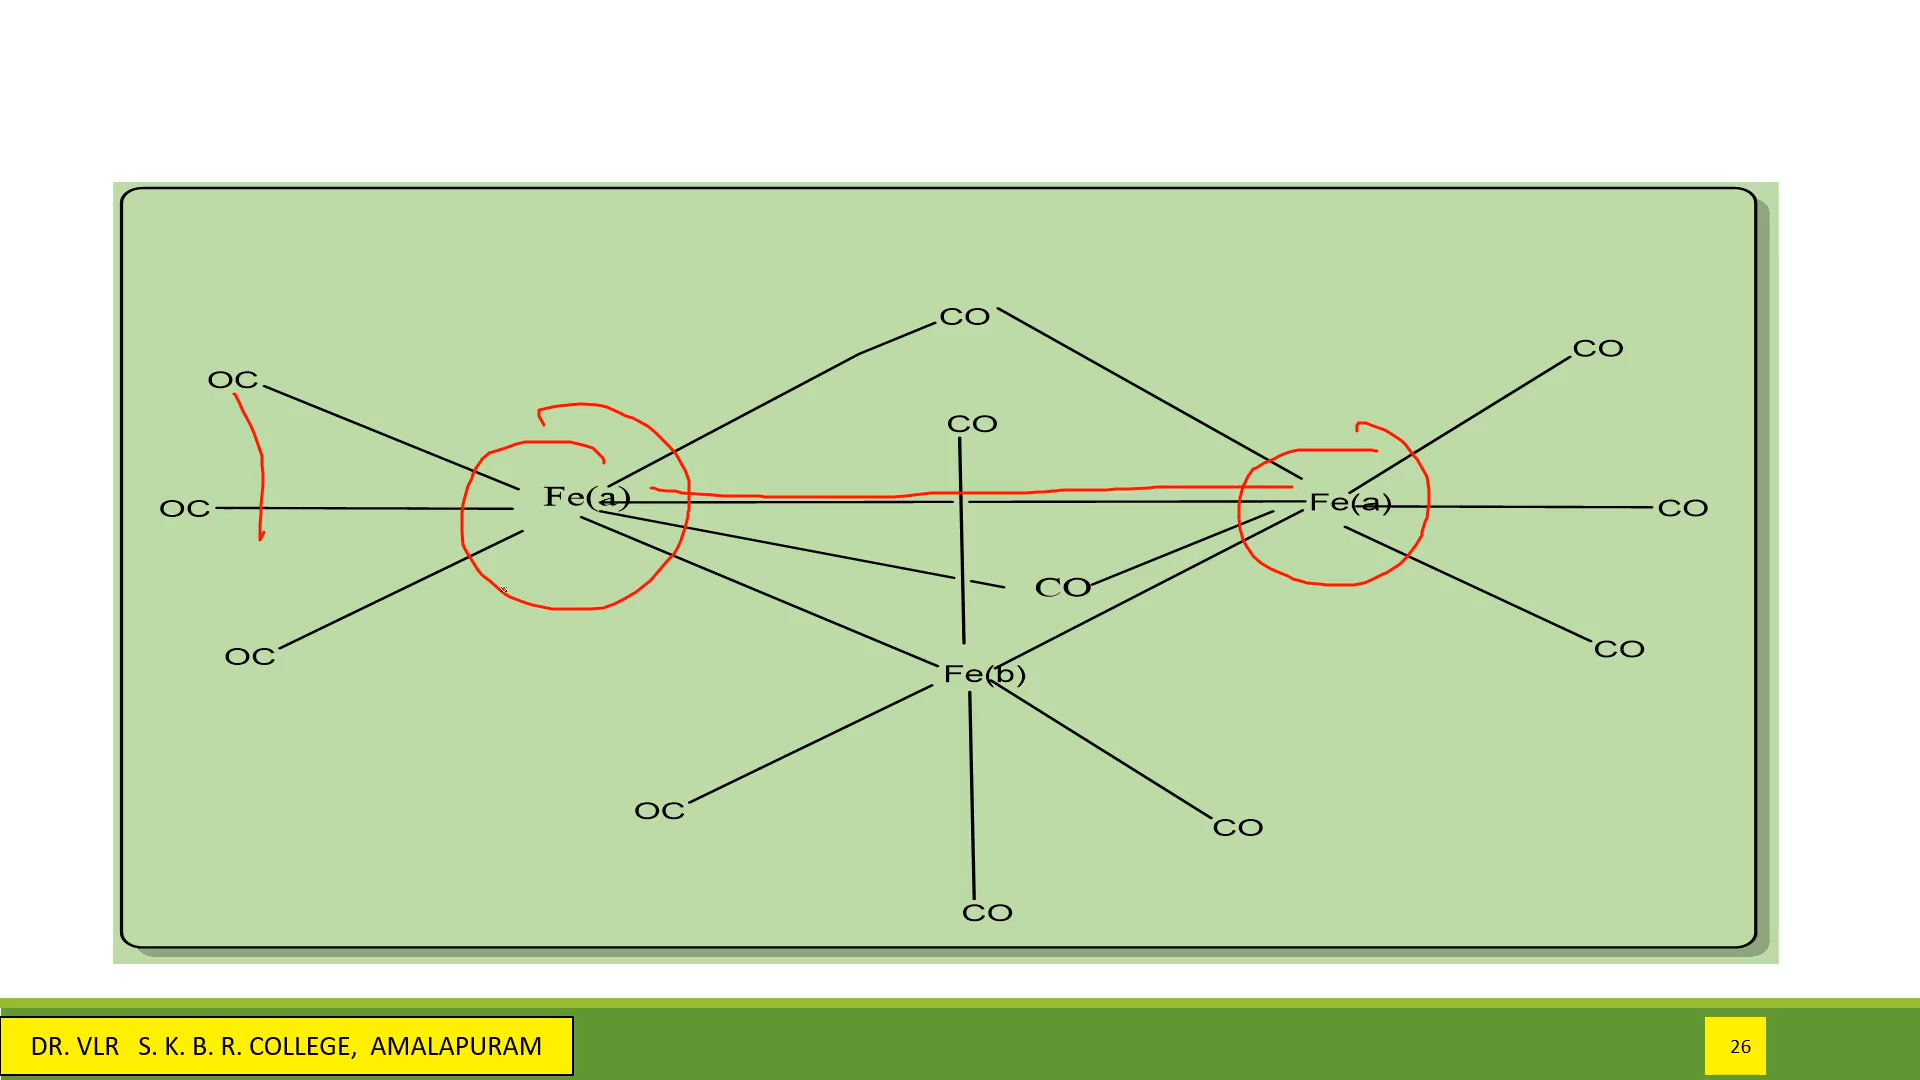 CO
CO
OC
CO
Fe(a)
Fe(a)
OC
CO
CO
OC
CO
Fe(b)
OC
CO
CO
DR. VLR S. K. B. R. COLLEGE, AMALAPURAM
26